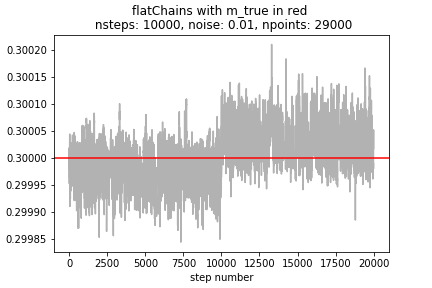 flatChains with m_true in red
nsteps: 10000, noise: 0.01, npoints: 29000
0.30020
0.30015
0.30010
0.30005
0.30000
0.29995
0.29990
0.29985
0 2500 5000 7500 10000 12500 15000 17500 20000
step number